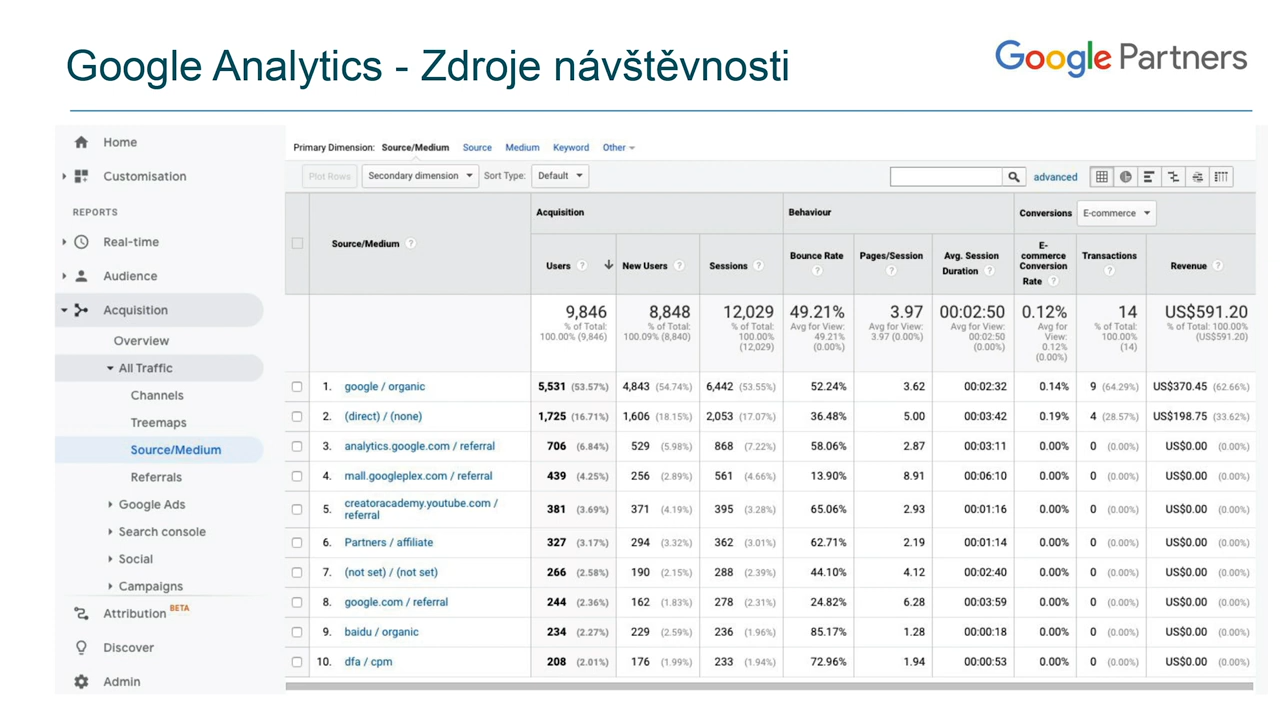 Google Analytics - Zdroje návštěvnosti
Google Partners
Home
Customisation
REPORTS
Real-time
Audience
Acquisition
Overview
All Traffic
Channels
Treemaps
Source/Medium
Referrals
Google Ads
Search console
Social
Campaigns
Attribution BETA
Discover
Admin
Primary Dimension: Source/Medium Source Medium Keyword Other
Plot Rows Secondary dimension Sort Type: Default advanced
Acquisition Behaviour Conversions E-commerce
Source/Medium ? Users ? New Users ? Sessions ? Bounce Rate ? Pages/Session ? Avg. Session Duration ? E-commerce Conversion Rate ? Transactions ? Revenue ?
9,846 8,848 12,029 49.21% 3.97 00:02:50 0.12% 14 US$591.20
% of Total: 100.00% (9,846) % of Total: 100.09% (8,840) % of Total: 100.00% (12,029) Avg for View: 49.21% (0.00%) Avg for View: 3.97 (0.00%) Avg for View: 00:02:50 (0.00%) Avg for View: 0.12% (0.00%) % of Total: 100.00% (14) % of Total: 100.00% (US$591.20)
1. google / organic 5,531 (53.57%) 4,843 (54.74%) 6,442 (53.55%) 52.24% 3.62 00:02:32 0.14% 9 (64.29%) US$370.45 (62.66%)
2. (direct) / (none) 1,725 (16.71%) 1,606 (18.15%) 2,053 (17.07%) 36.48% 5.00 00:03:42 0.19% 4 (28.57%) US$198.75 (33.62%)
3. analytics.google.com / referral 706 (6.84%) 529 (5.98%) 868 (7.22%) 58.06% 2.87 00:03:11 0.00% 0 (0.00%) US$0.00 (0.00%)
4. mall.googleplex.com / referral 439 (4.25%) 256 (2.89%) 561 (4.66%) 13.90% 8.91 00:06:10 0.00% 0 (0.00%) US$0.00 (0.00%)
5. creatoracademy.youtube.com / referral 381 (3.69%) 371 (4.19%) 395 (3.28%) 65.06% 2.93 00:01:16 0.00% 0 (0.00%) US$0.00 (0.00%)
6. Partners / affiliate 327 (3.17%) 294 (3.32%) 362 (3.01%) 62.71% 2.19 00:01:14 0.00% 0 (0.00%) US$0.00 (0.00%)
7. (not set) / (not set) 266 (2.58%) 190 (2.15%) 288 (2.39%) 44.10% 4.12 00:02:40 0.00% 0 (0.00%) US$0.00 (0.00%)
8. google.com / referral 244 (2.36%) 162 (1.83%) 278 (2.31%) 24.82% 6.28 00:03:59 0.00% 0 (0.00%) US$0.00 (0.00%)
9. baidu / organic 234 (2.27%) 229 (2.59%) 236 (1.96%) 85.17% 1.28 00:00:18 0.00% 0 (0.00%) US$0.00 (0.00%)
10. dfa / cpm 208 (2.01%) 176 (1.99%) 233 (1.94%) 72.96% 1.94 00:00:53 0.00% 0 (0.00%) US$0.00 (0.00%)